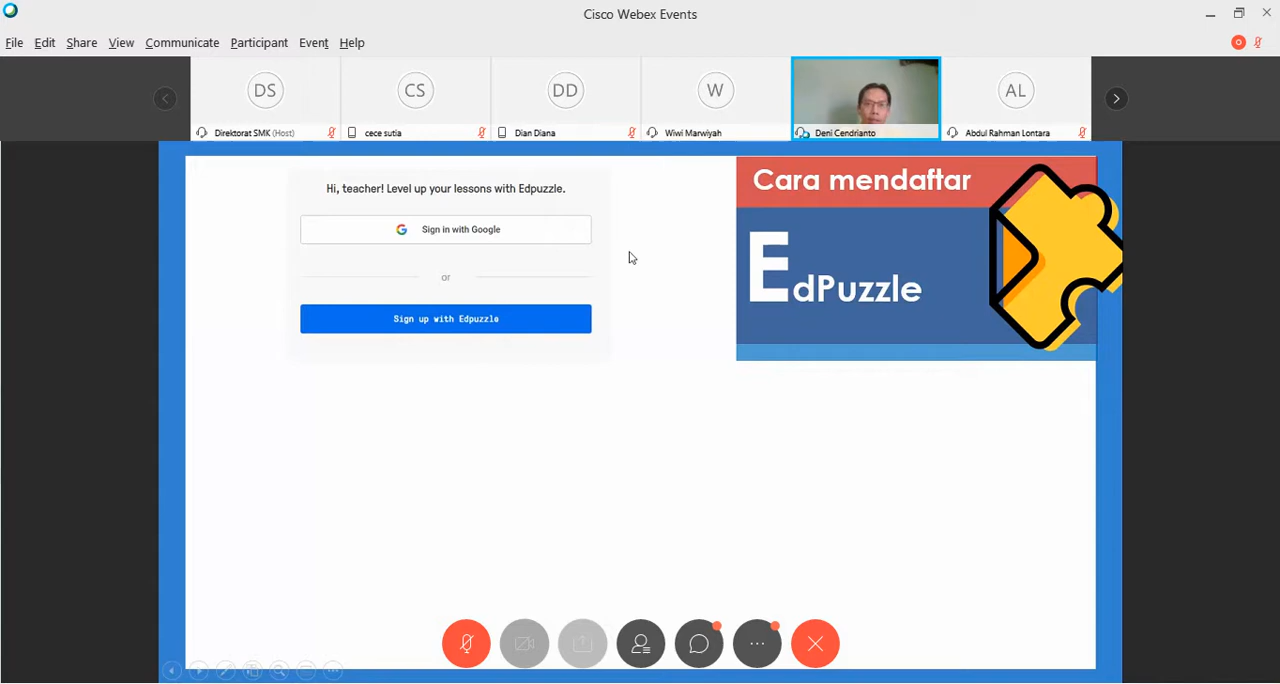 Cisco Webex Events
File Edit Share View Communicate Participant Event Help
DS
CS
DD
W
AL
Direktorat SMK (Host)
cece sutia
Dian Diana
Wiwi Marwiyah
Deni Cendrianto
Abdul Rahman Lontara
Hi, teacher! Level up your lessons with Edpuzzle.
Sign in with Google
or
Sign up with Edpuzzle
Cara mendaftar
EdPuzzle